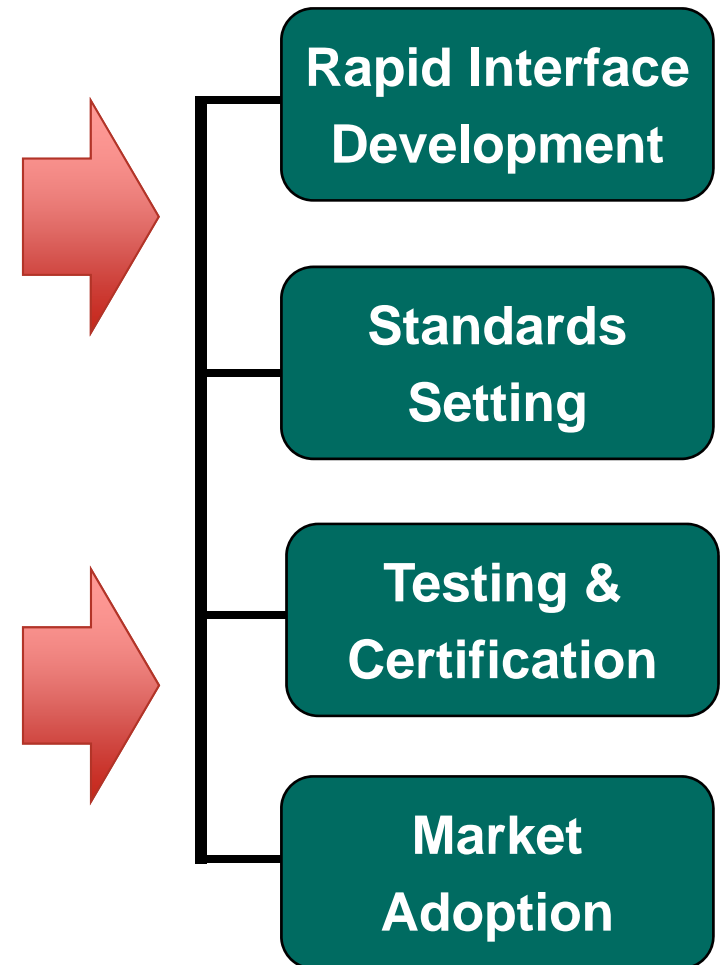 Rapid Interface
Development
Standards
Setting
Testing &
Certification
Market
Adoption